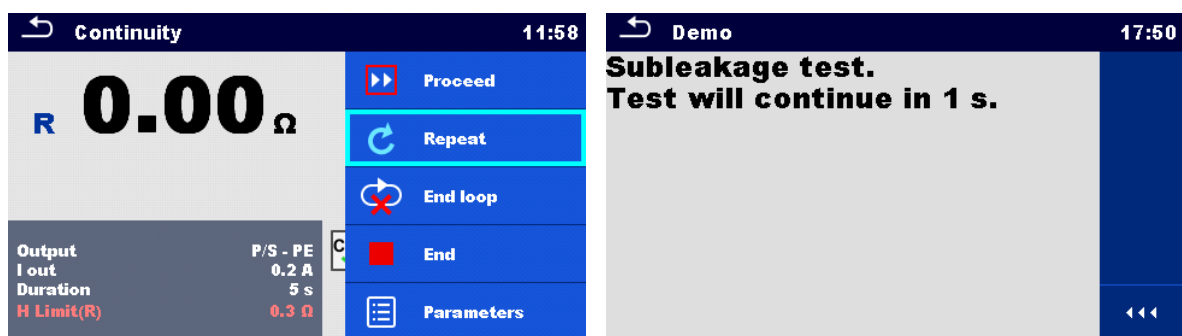 Continuity 11:58
R 0.00 Ω
Output P/S - PE
I out 0.2 A
Duration 5 s
H Limit(R) 0.3 Ω
C
Proceed
Repeat
End loop
End
Parameters
Demo 17:50
Subleakage test.
Test will continue in 1 s.